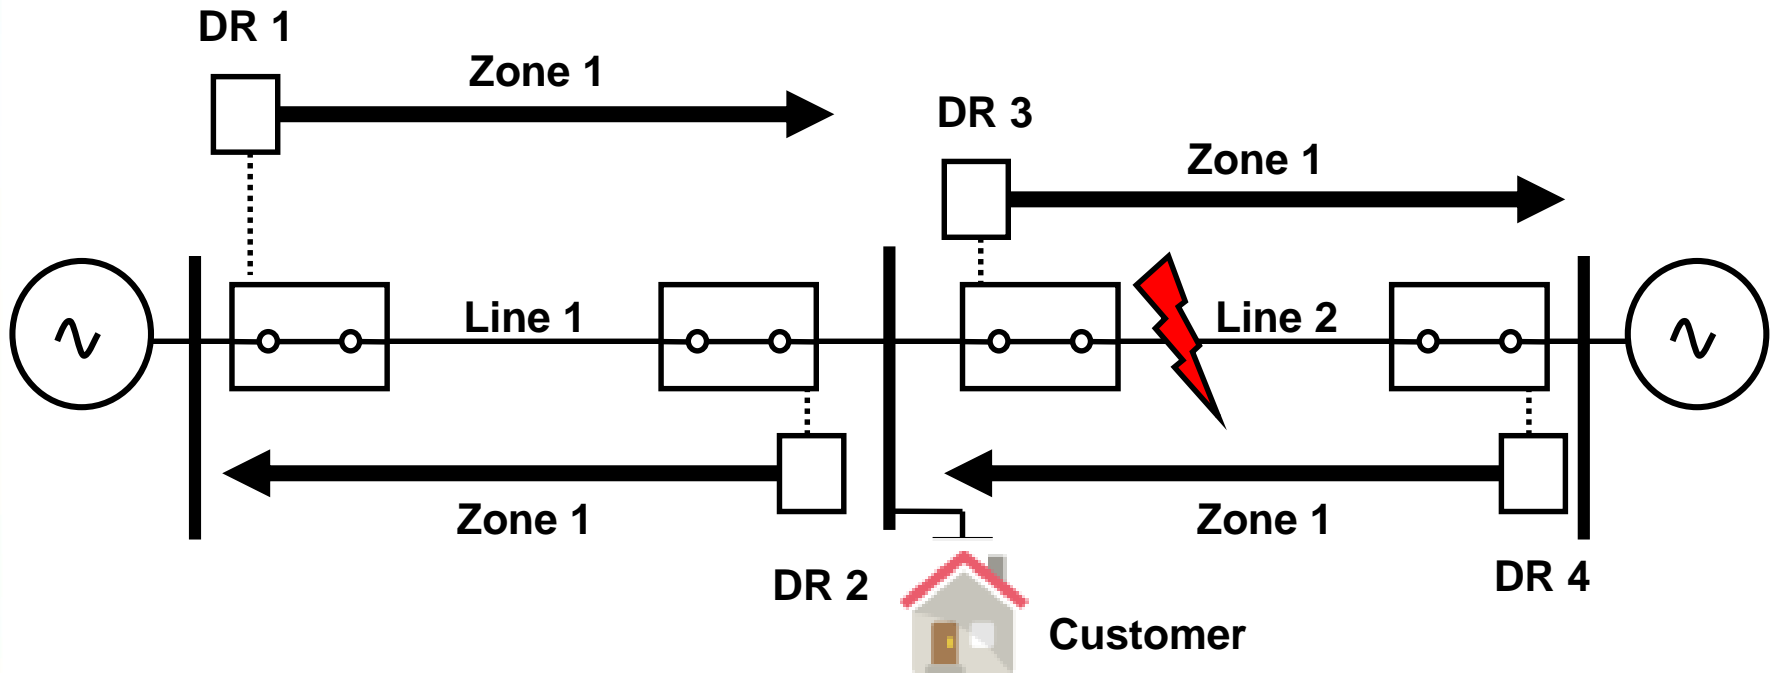 DR 1
Zone 1
DR 3
Zone 1
Line 1
Line 2
Zone 1
Zone 1
DR 2
DR 4
Customer